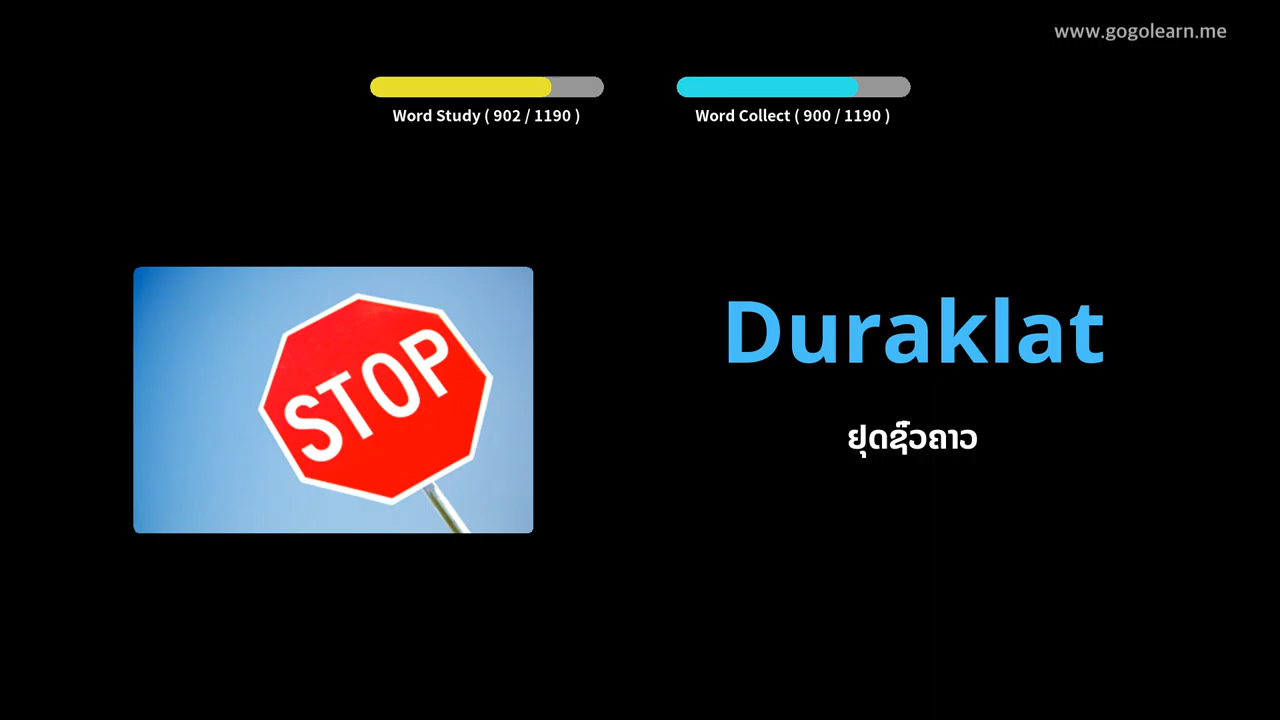 www.gogolearn.me
Word Study ( 902 / 1190 )
Word Collect ( 900 / 1190 )
STOP
Duraklat
ຢຸດຊົ່ວຄາວ